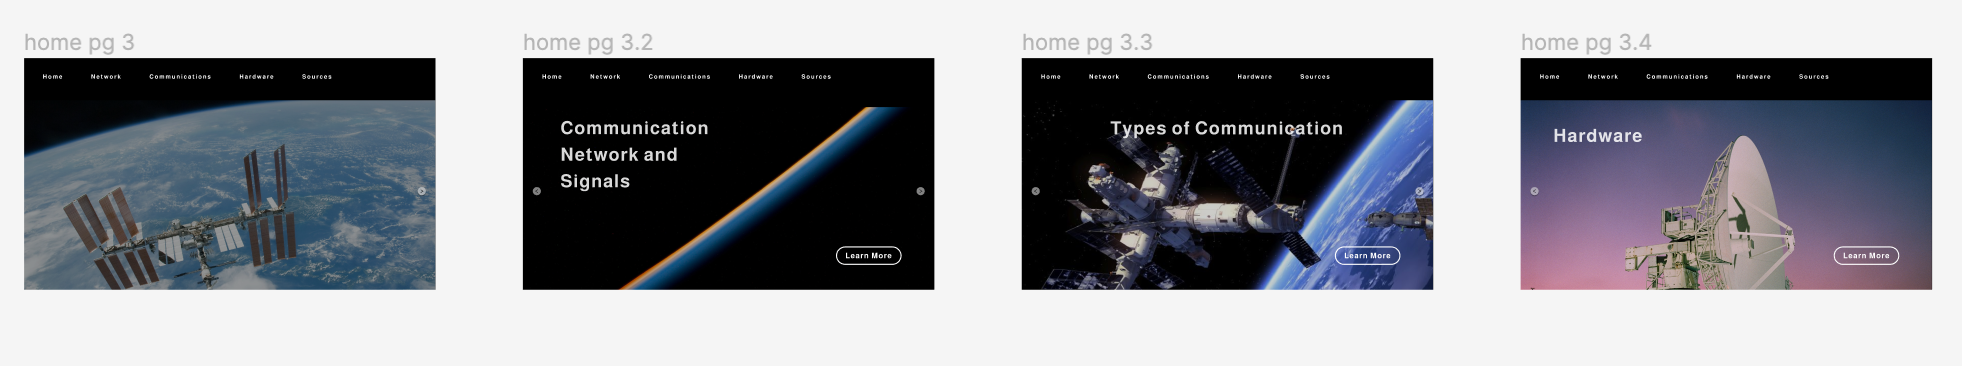 home pg 3
Home Network Communications Hardware Sources
home pg 3.2
Home Network Communications Hardware Sources
Communication
Network and
Signals
Learn More
home pg 3.3
Home Network Communications Hardware Sources
Types of Communication
Learn More
home pg 3.4
Home Network Communications Hardware Sources
Hardware
Learn More